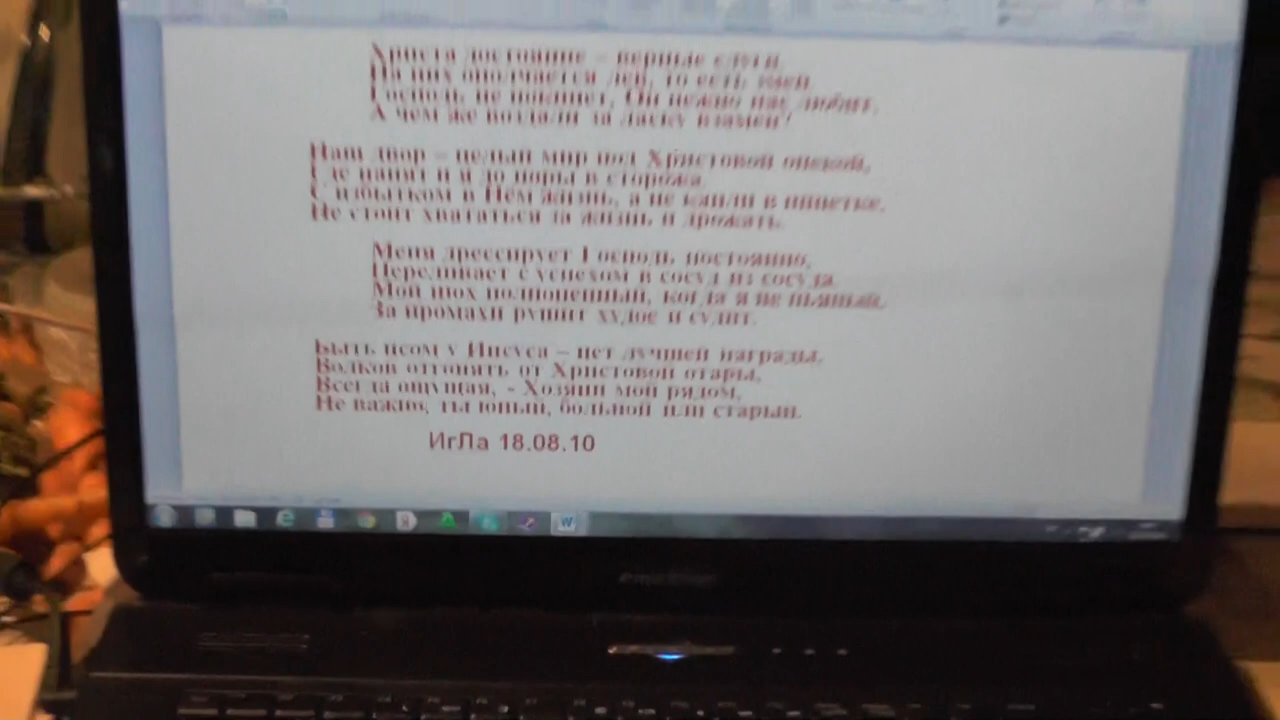 Христа достояние – верные слуги.
На них ополчается лев, то есть змей.
Господь не покинет, Он нежно нас любит,
А чем же воздали за ласку взамен?
Наш двор – целый мир под Христовой опекой,
Где нанят и я до поры в сторожа.
С избытком в Нём жизнь, а не капли в пипетке,
Не стоит хвататься за жизнь и дрожать.
Меня дрессирует Господь постоянно,
Переливает с успехом в сосуд из сосуда.
Мой нюх полноценный, когда я не пьяный,
За промахи рушит худое и судит.
Быть псом у Иисуса – нет лучшей награды,
Волков отгонять от Христовой отары,
Всегда ощущая, - Хозяин мой рядом,
Не важно, ты юный, больной или старый.
ИгЛа 18.08.10